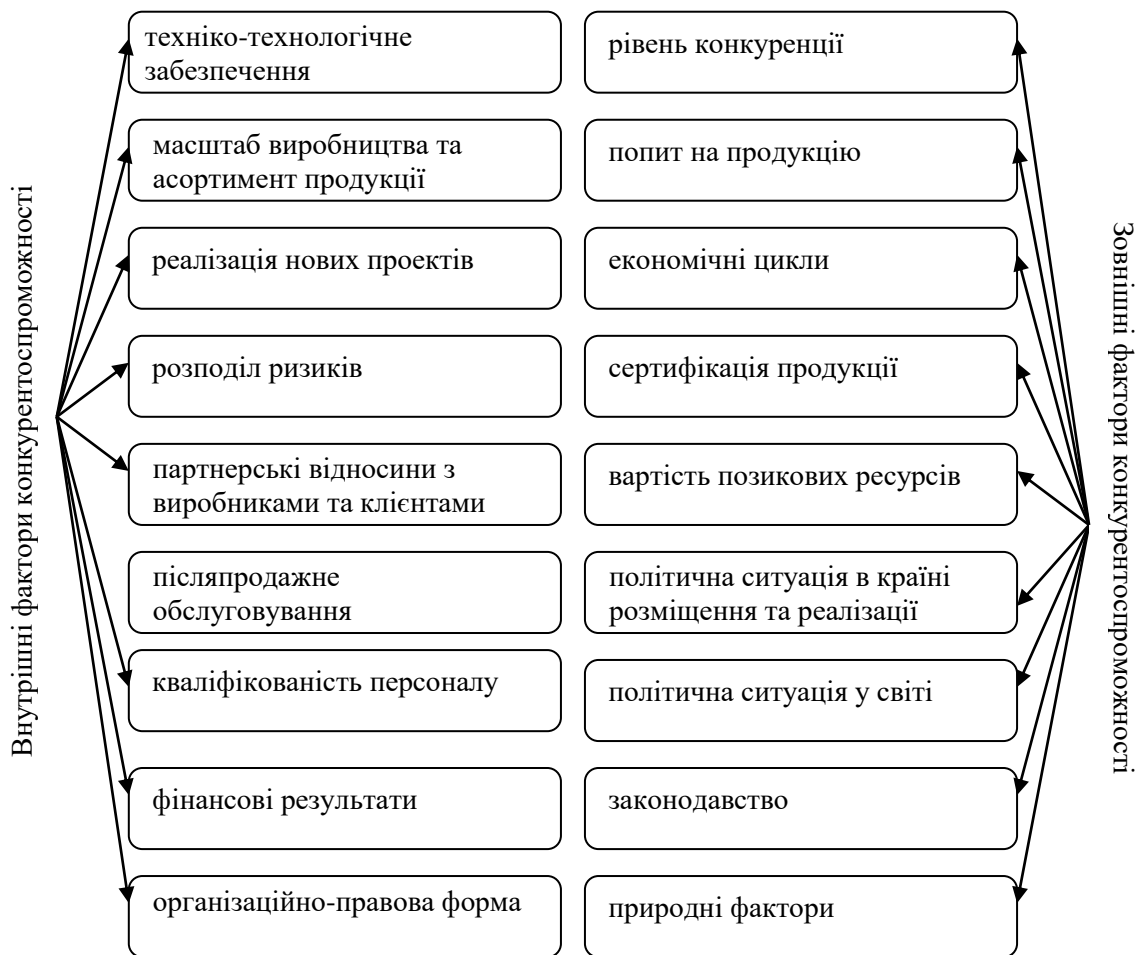 Внутрішні фактори конкурентоспроможності
техніко-технологічне
забезпечення
масштаб виробництва та
асортимент продукції
реалізація нових проектів
розподіл ризиків
партнерські відносини з
виробниками та клієнтами
післяпродажне
обслуговування
кваліфікованість персоналу
фінансові результати
організаційно-правова форма
рівень конкуренції
попит на продукцію
економічні цикли
сертифікація продукції
вартість позикових ресурсів
політична ситуація в країні
розміщення та реалізації
політична ситуація у світі
законодавство
природні фактори
Зовнішні фактори конкурентоспроможності